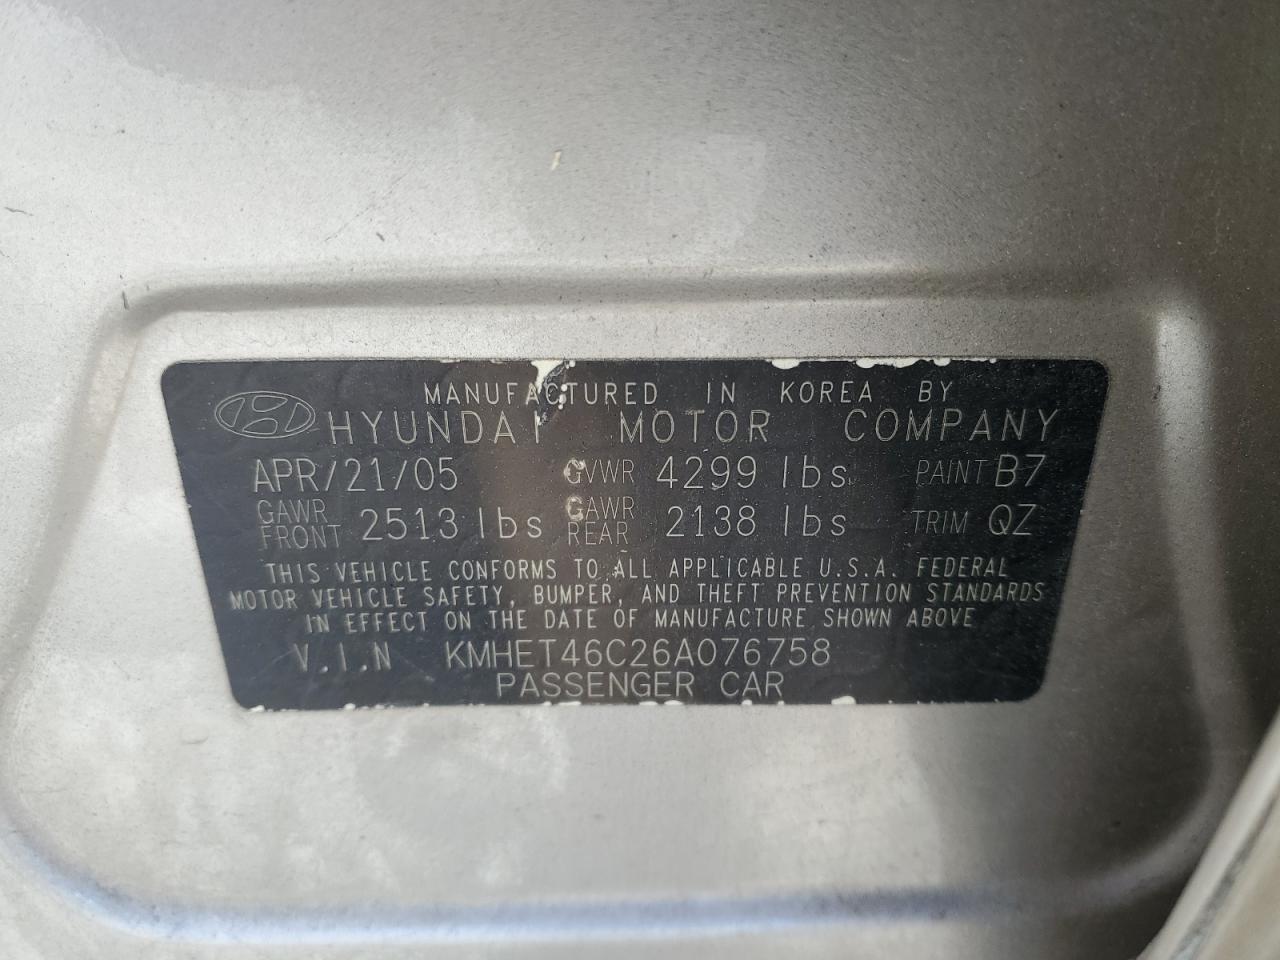 MANUFACTURED IN KOREA BY
HYUNDAI MOTOR COMPANY
APR/21/05 GVWR 4299 lbs. PAINT B7
GAWR FRONT 2513 lbs GAWR REAR 2138 lbs TRIM QZ
THIS VEHICLE CONFORMS TO ALL APPLICABLE U.S.A. FEDERAL
MOTOR VEHICLE SAFETY, BUMPER, AND THEFT PREVENTION STANDARDS
IN EFFECT ON THE DATE OF MANUFACTURE SHOWN ABOVE
V.I.N KMHET46C26A076758
PASSENGER CAR